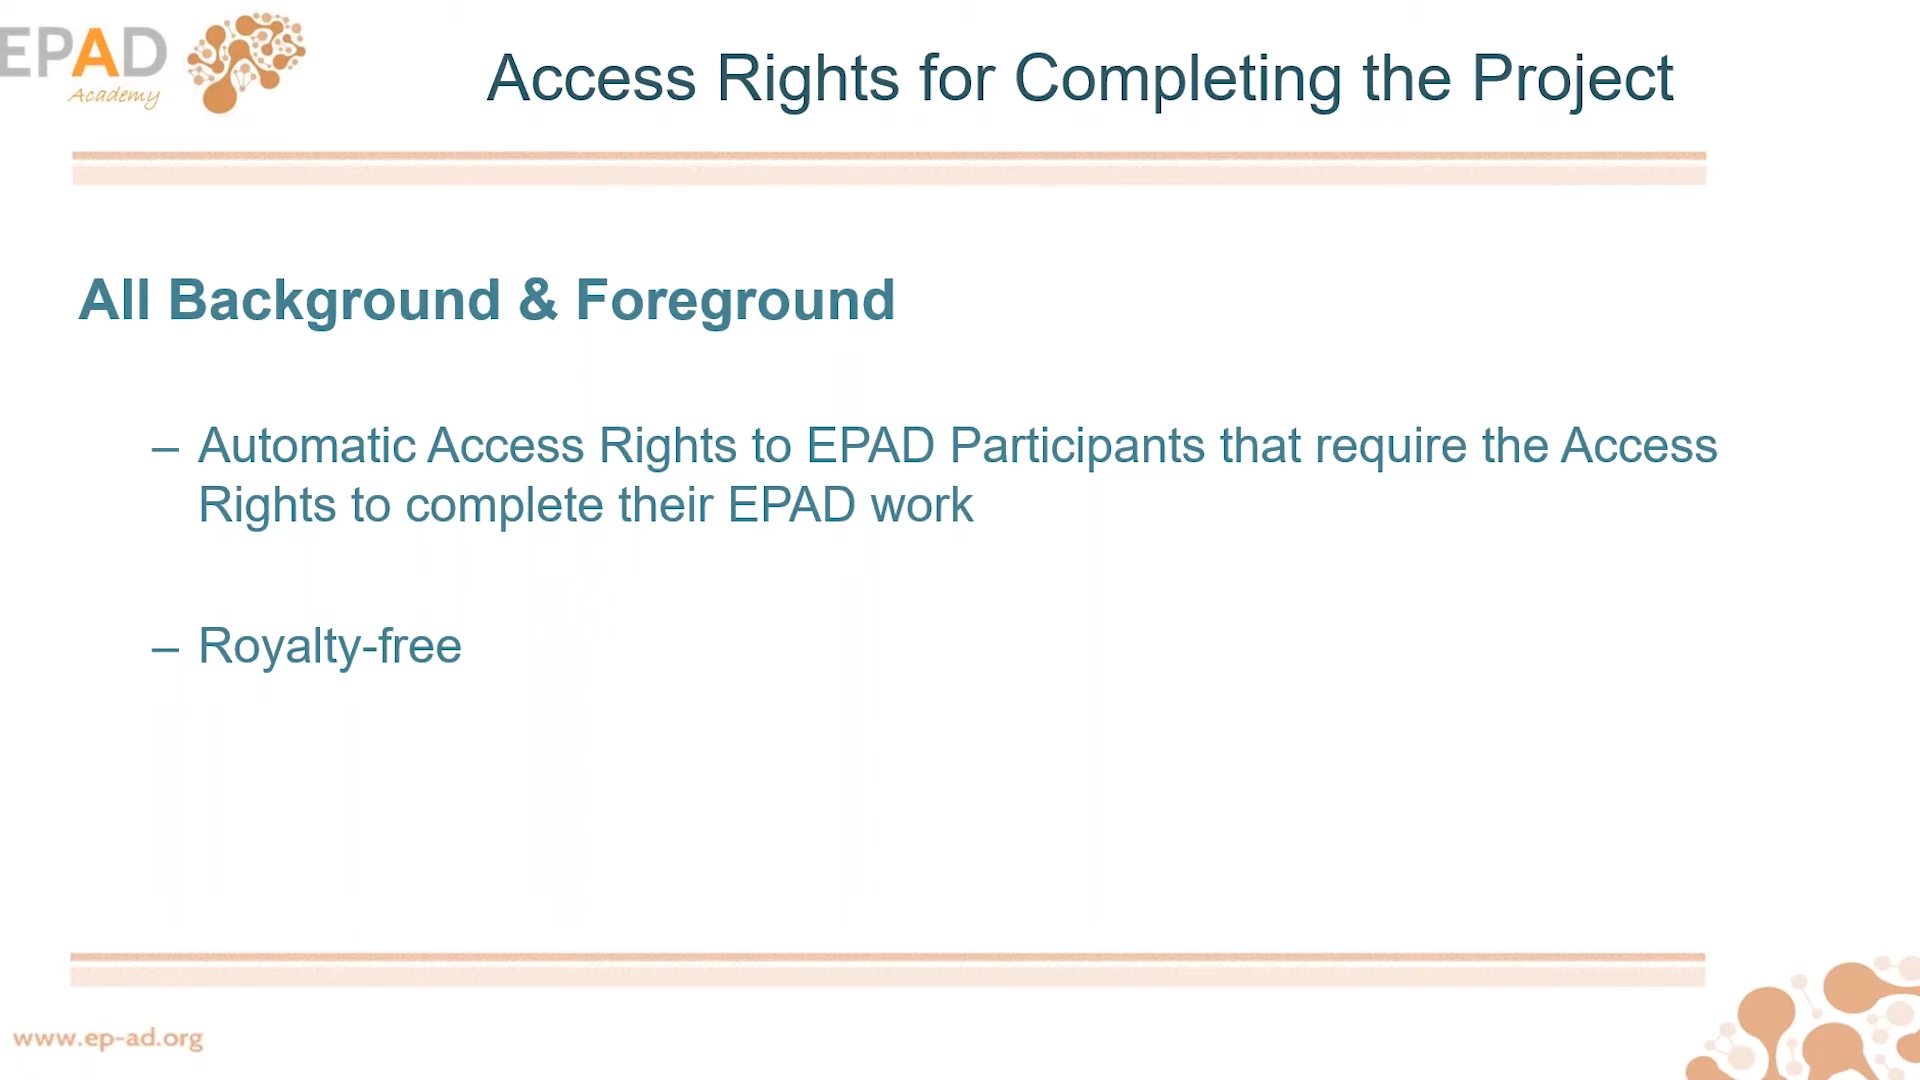 EPAD
Academy
Access Rights for Completing the Project
All Background & Foreground
– Automatic Access Rights to EPAD Participants that require the Access
Rights to complete their EPAD work
– Royalty-free
www.ep-ad.org